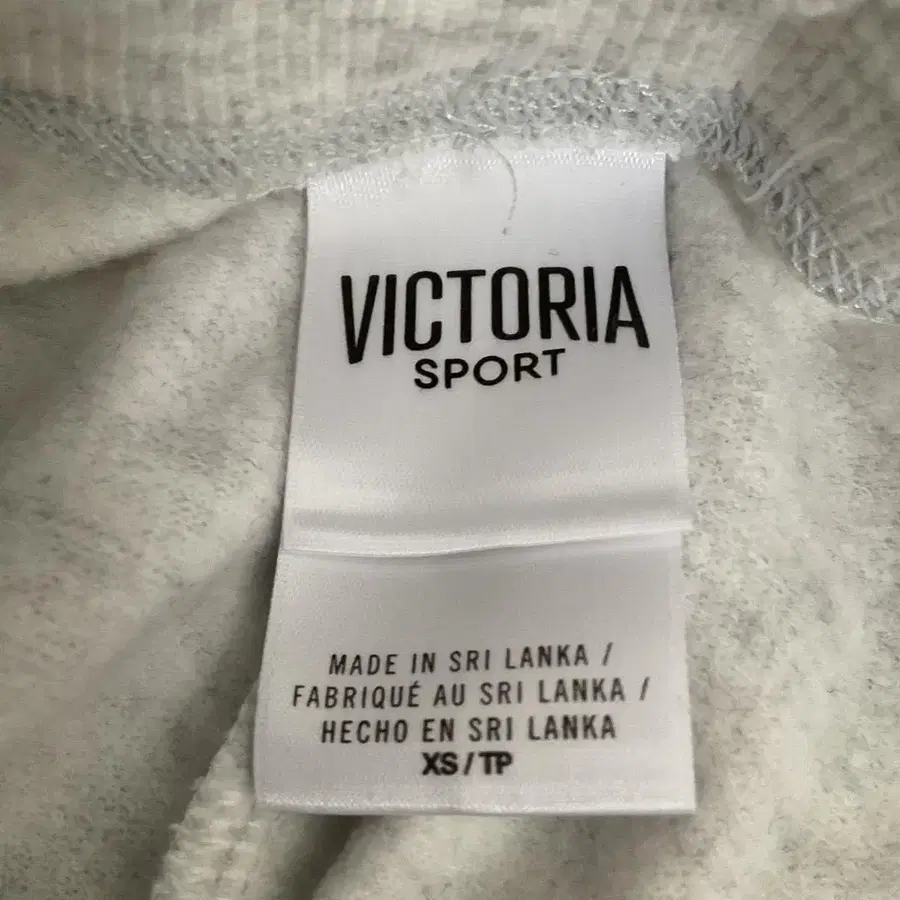 VICTORIA
SPORT
MADE IN SRI LANKA /
FABRIQUÉ AU SRI LANKA /
HECHO EN SRI LANKA
XS/TP